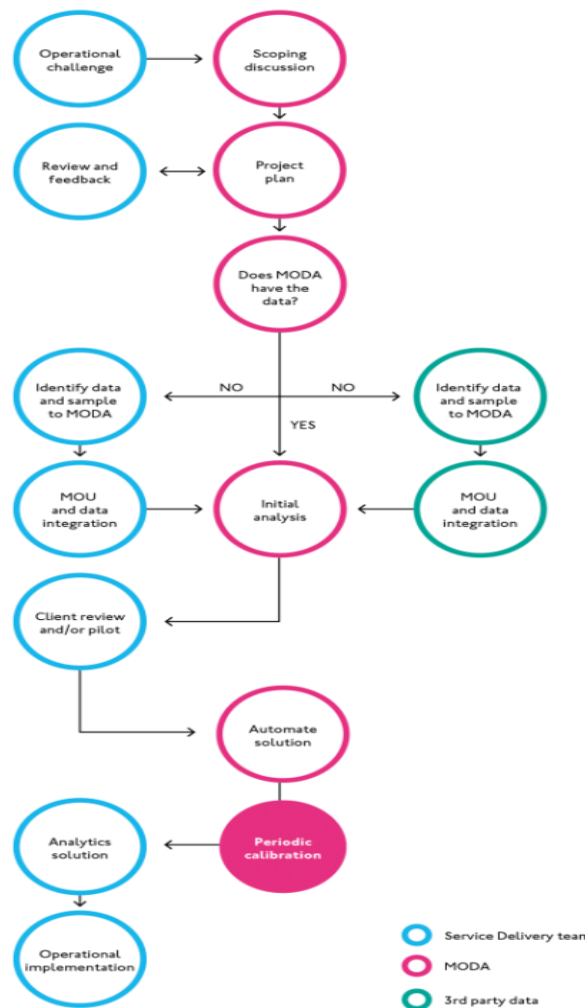 Operational
challenge
Scoping
discussion
Review and
feedback
Project
plan
Does MODA
have the
data?
NO
NO
Identify data
and sample
to MODA
Identify data
and sample
to MODA
YES
MOU
and data
integration
Initial
analysis
MOU
and data
integration
Client review
and/or pilot
Automate
solution
Analytics
solution
Periodic
calibration
Operational
implementation
Service Delivery team
MODA
3rd party data